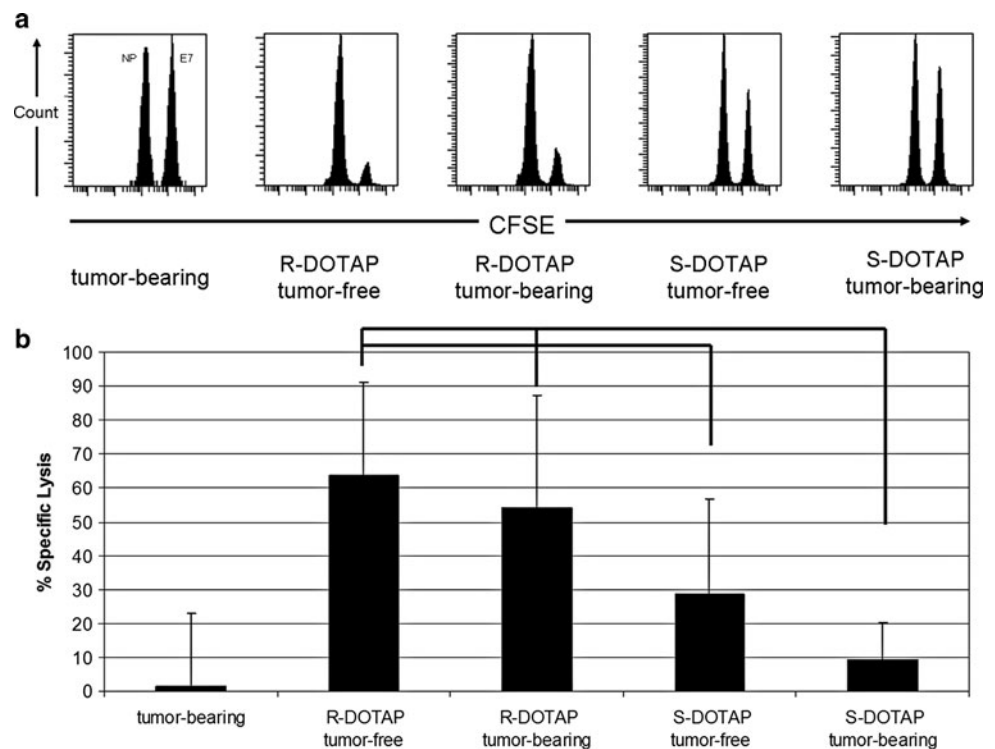 a
NP
E7
Count
CFSE
tumor-bearing
R-DOTAP
tumor-free
R-DOTAP
tumor-bearing
S-DOTAP
tumor-free
S-DOTAP
tumor-bearing
b
% Specific Lysis
100
90
80
70
60
50
40
30
20
10
0
tumor-bearing
R-DOTAP
tumor-free
R-DOTAP
tumor-bearing
S-DOTAP
tumor-free
S-DOTAP
tumor-bearing